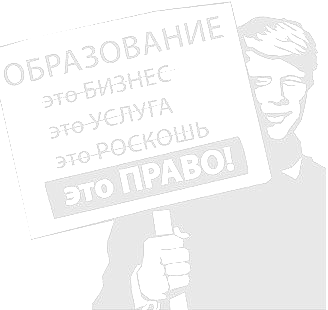 ОБРАЗОВАНИЕ
это БИЗНЕС
это УСЛУГА
это РОСКОШЬ
это ПРАВО!